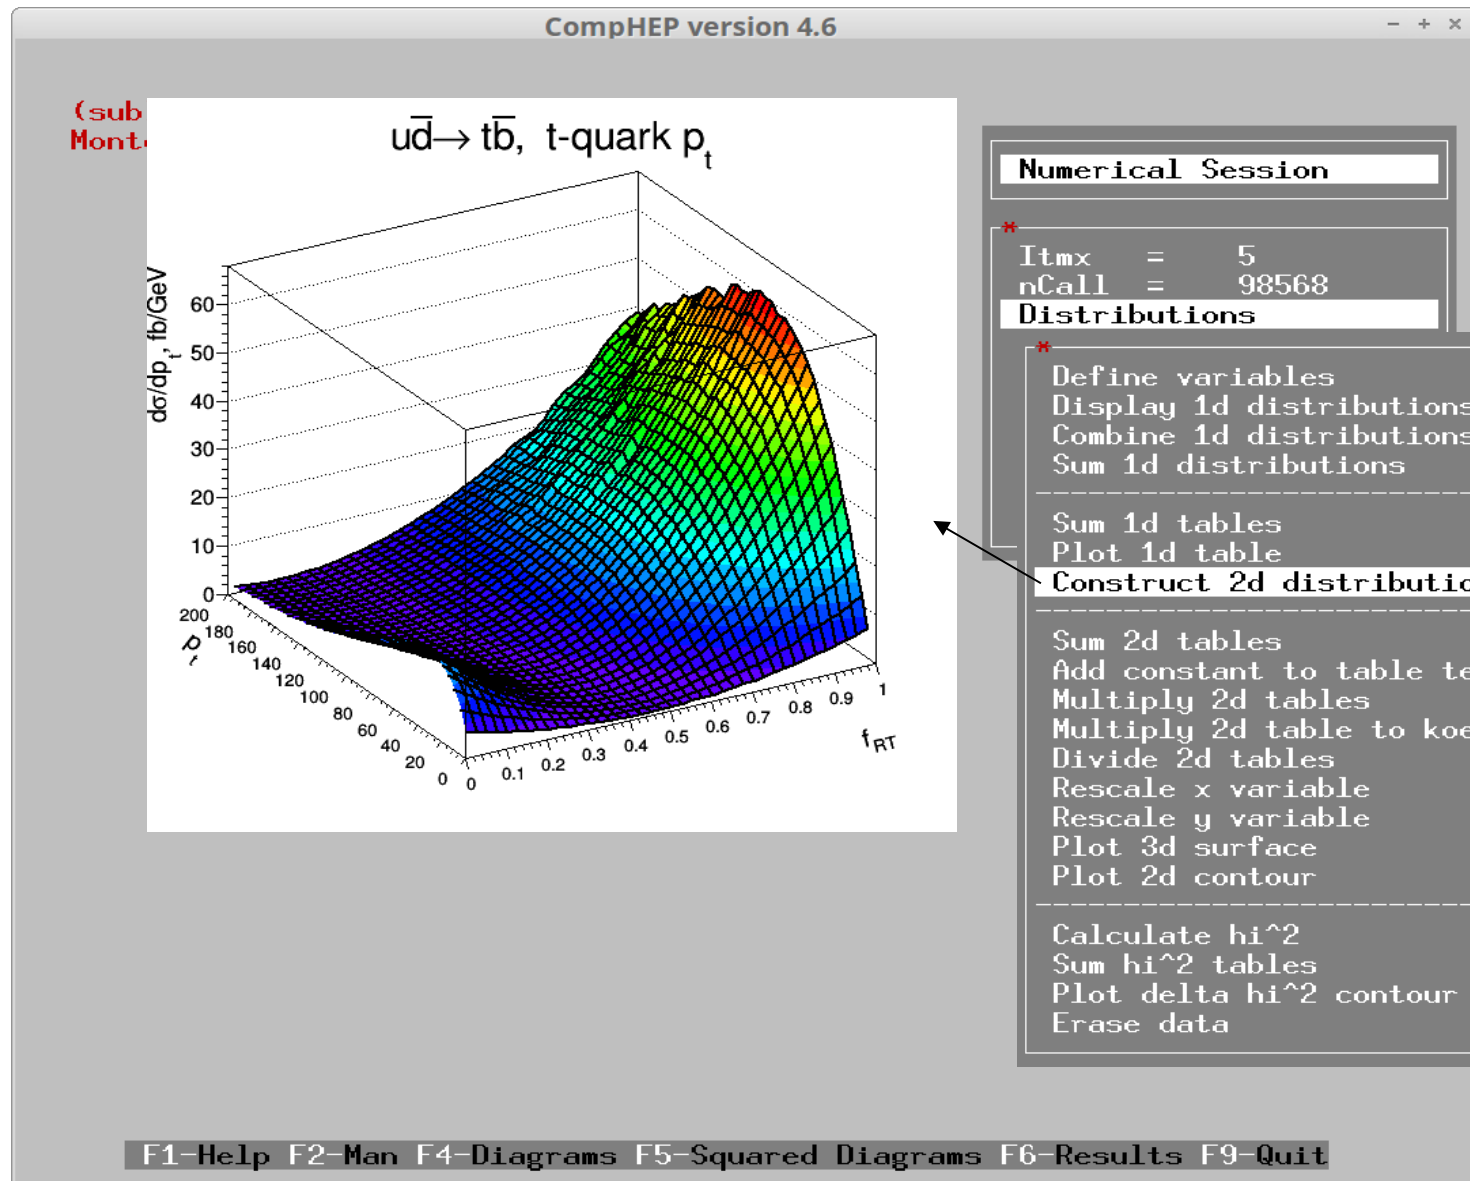 CompHEP version 4.6
(sub
Mont
ud̅→ tb̅, t-quark pt
dσ/dpt, fb/GeV
60
50
40
30
20
10
0
200
180
160
140
120
100
80
60
40
20
0
pt
0
0.1
0.2
0.3
0.4
0.5
0.6
0.7
0.8
0.9
1
fRT
Numerical Session
*
Itmx = 5
nCall = 98568
Distributions
*
Define variables
Display 1d distributions
Combine 1d distributions
Sum 1d distributions
Sum 1d tables
Plot 1d table
Construct 2d distributio
Sum 2d tables
Add constant to table te
Multiply 2d tables
Multiply 2d table to koe
Divide 2d tables
Rescale x variable
Rescale y variable
Plot 3d surface
Plot 2d contour
Calculate hi^2
Sum hi^2 tables
Plot delta hi^2 contour
Erase data
F1-Help F2-Man F4-Diagrams F5-Squared Diagrams F6-Results F9-Quit